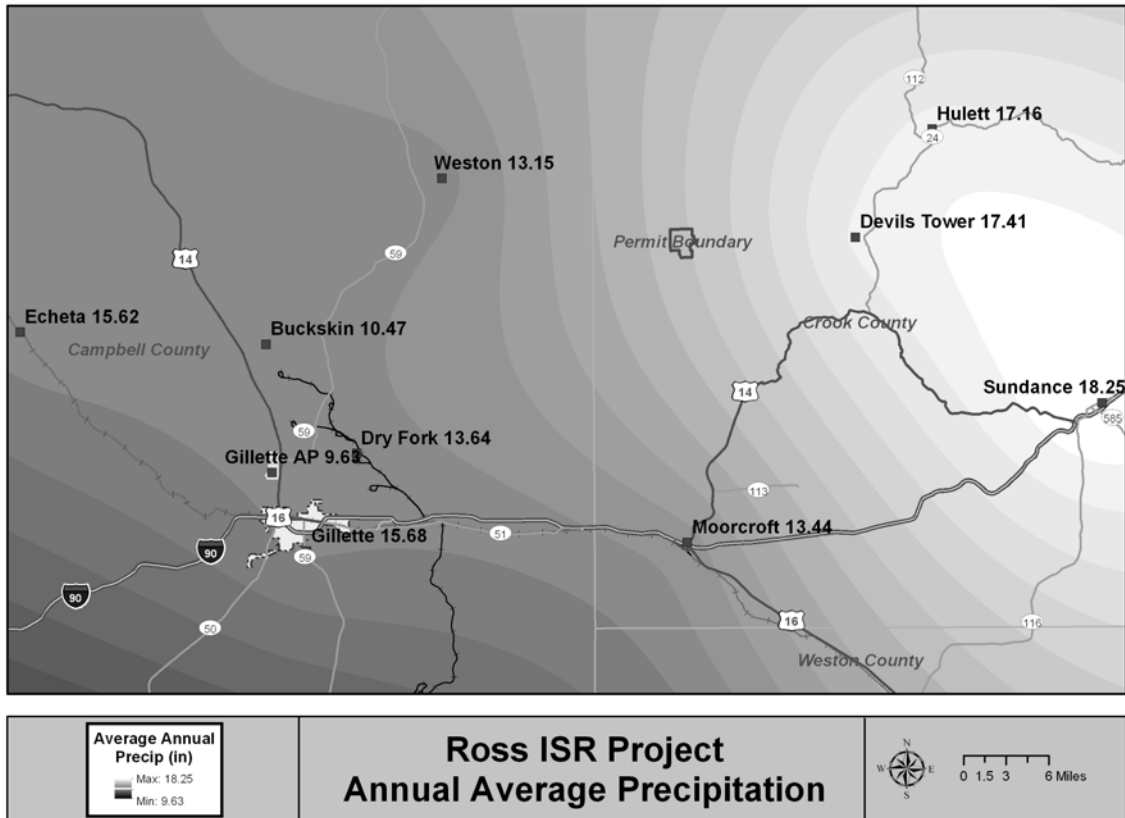 112
Hulett 17.16
24
Weston 13.15
Devils Tower 17.41
Permit Boundary
59
14
Echeta 15.62
Buckskin 10.47
Crook County
Campbell County
Sundance 18.25
14
585
59
Dry Fork 13.64
Gillette AP 9.63
113
16
51
Moorcroft 13.44
Gillette 15.68
90
59
90
50
16
116
Weston County
Average Annual
Precip (in)
Max: 18.25
Min: 9.63
Ross ISR Project
Annual Average Precipitation
N
W E
S
0 1.5 3 6 Miles